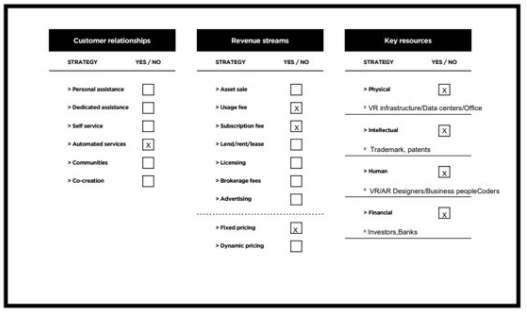 Customer relationships
STRATEGY YES / NO
> Personal assistance
> Dedicated assistance
> Self service
> Automated services X
> Communities
> Co-creation
Revenue streams
STRATEGY YES / NO
> Asset sale
> Usage fee X
> Subscription fee X
> Lend/rent/lease
> Licensing
> Brokerage fees
> Advertising
> Fixed pricing X
> Dynamic pricing
Key resources
STRATEGY YES / NO
> Physical X
VR infrastructure/Data centers/Office
> Intellectual X
Trademark, patents
> Human X
VR/AR Designers/Business peopleCoders
> Financial X
Investors,Banks